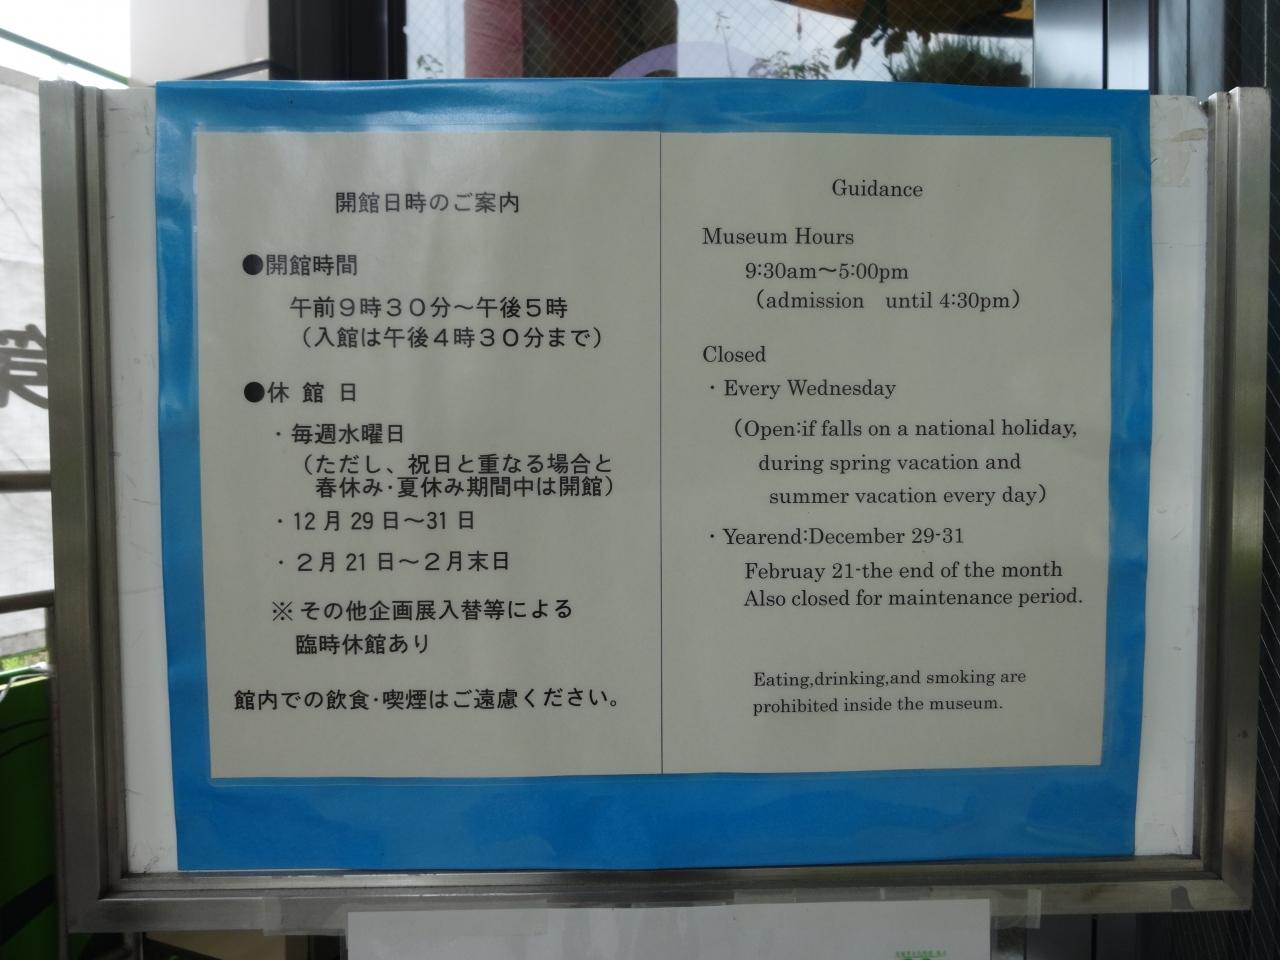 開館日時のご案内
●開館時間
午前９時３０分～午後５時
（入館は午後４時３０分まで）
●休 館 日
・毎週水曜日
（ただし、祝日と重なる場合と
春休み・夏休み期間中は開館）
・12月29日～31日
・２月21日～２月末日
※その他企画展入替等による
臨時休館あり
館内での飲食・喫煙はご遠慮ください。
Guidance
Museum Hours
9:30am～5:00pm
（admission　until 4:30pm）
Closed
・Every Wednesday
（Open:if falls on a national holiday,
during spring vacation and
summer vacation every day）
・Yearend:December 29-31
Februay 21-the end of the month
Also closed for maintenance period.
Eating,drinking,and smoking are
prohibited inside the museum.